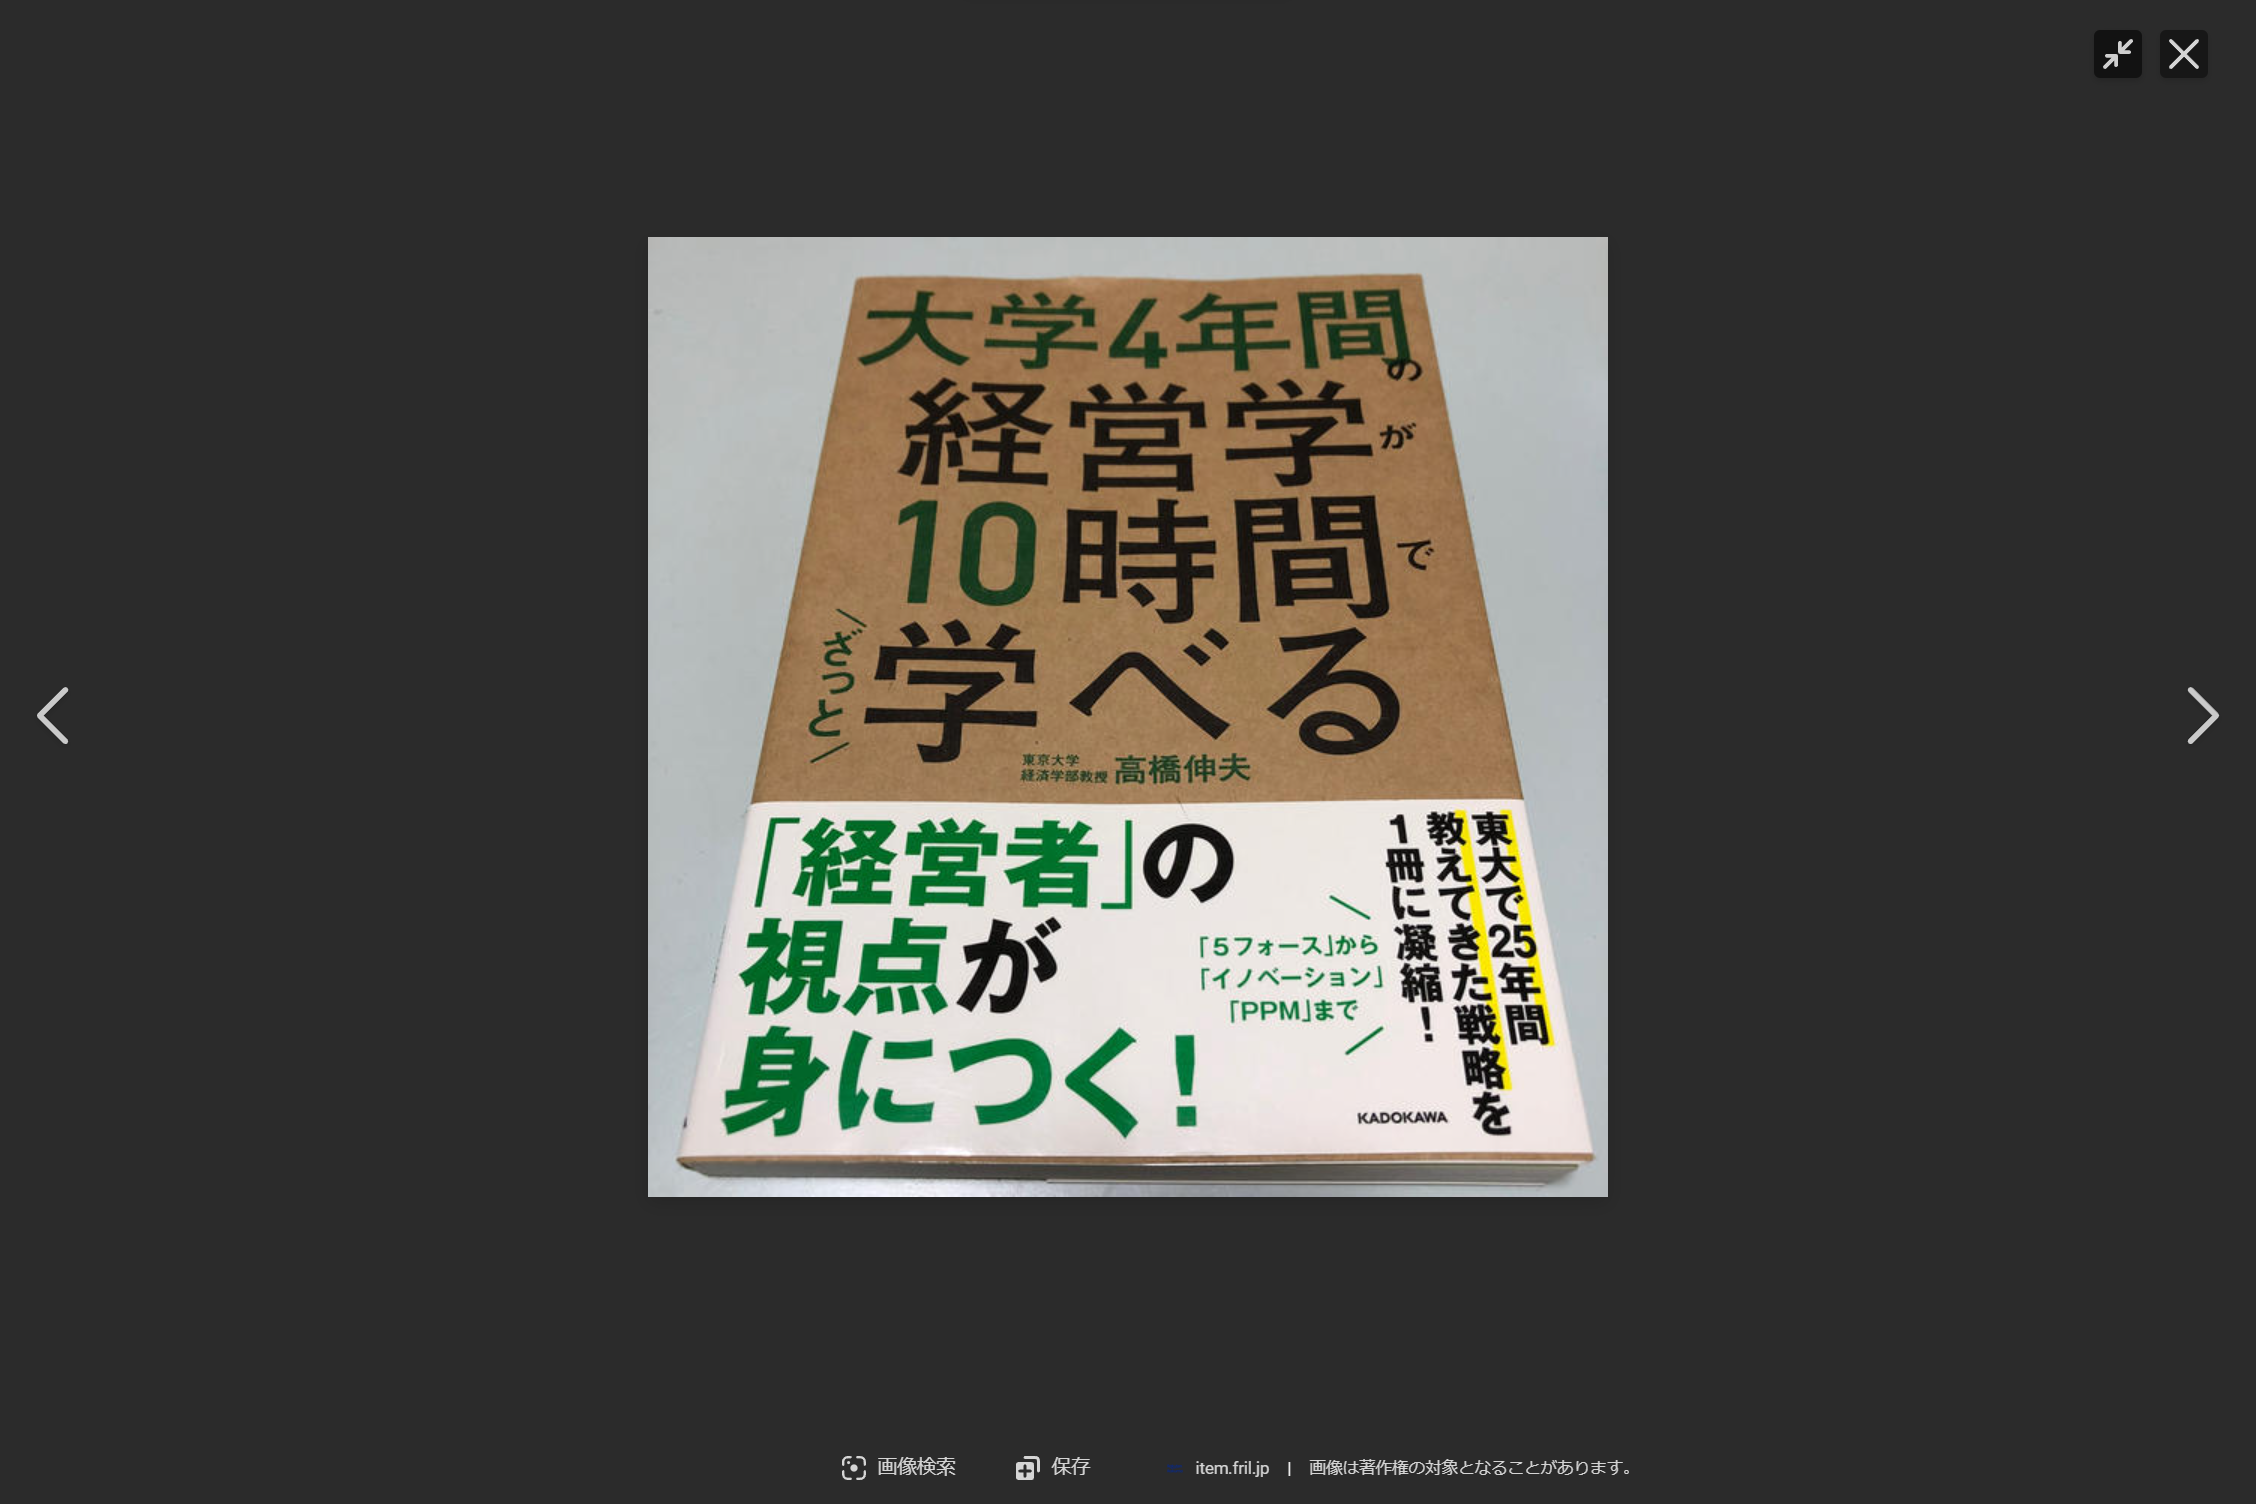 大学4年間の
経営学が
10時間で
ざっと
学べる
東京大学
経済学部教授 高橋伸夫
「経営者」の
視点が
身につく!
「5フォース」から
「イノベーション」
「PPM」まで
東大で25年間
教えてきた戦略を
1冊に凝縮!
KADOKAWA
画像検索
保存
item.fril.jp | 画像は著作権の対象となることがあります。